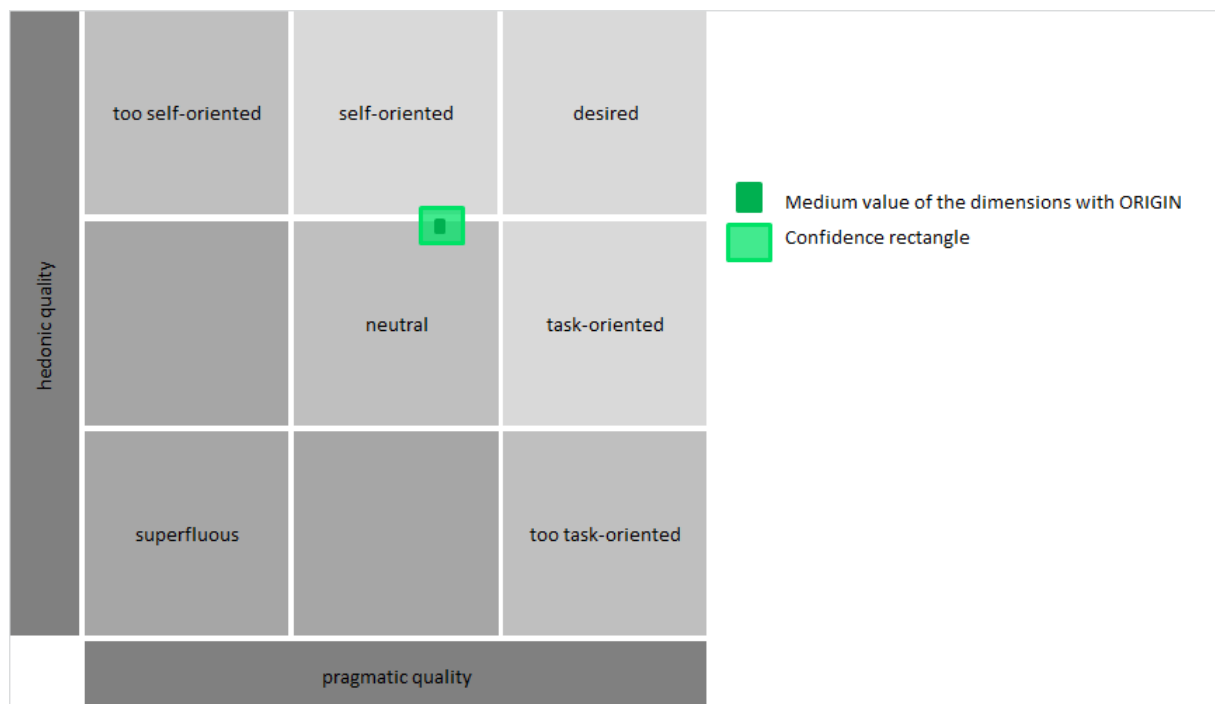 too self-oriented
self-oriented
desired
Medium value of the dimensions with ORIGIN
Confidence rectangle
hedonic quality
neutral
task-oriented
superfluous
too task-oriented
pragmatic quality